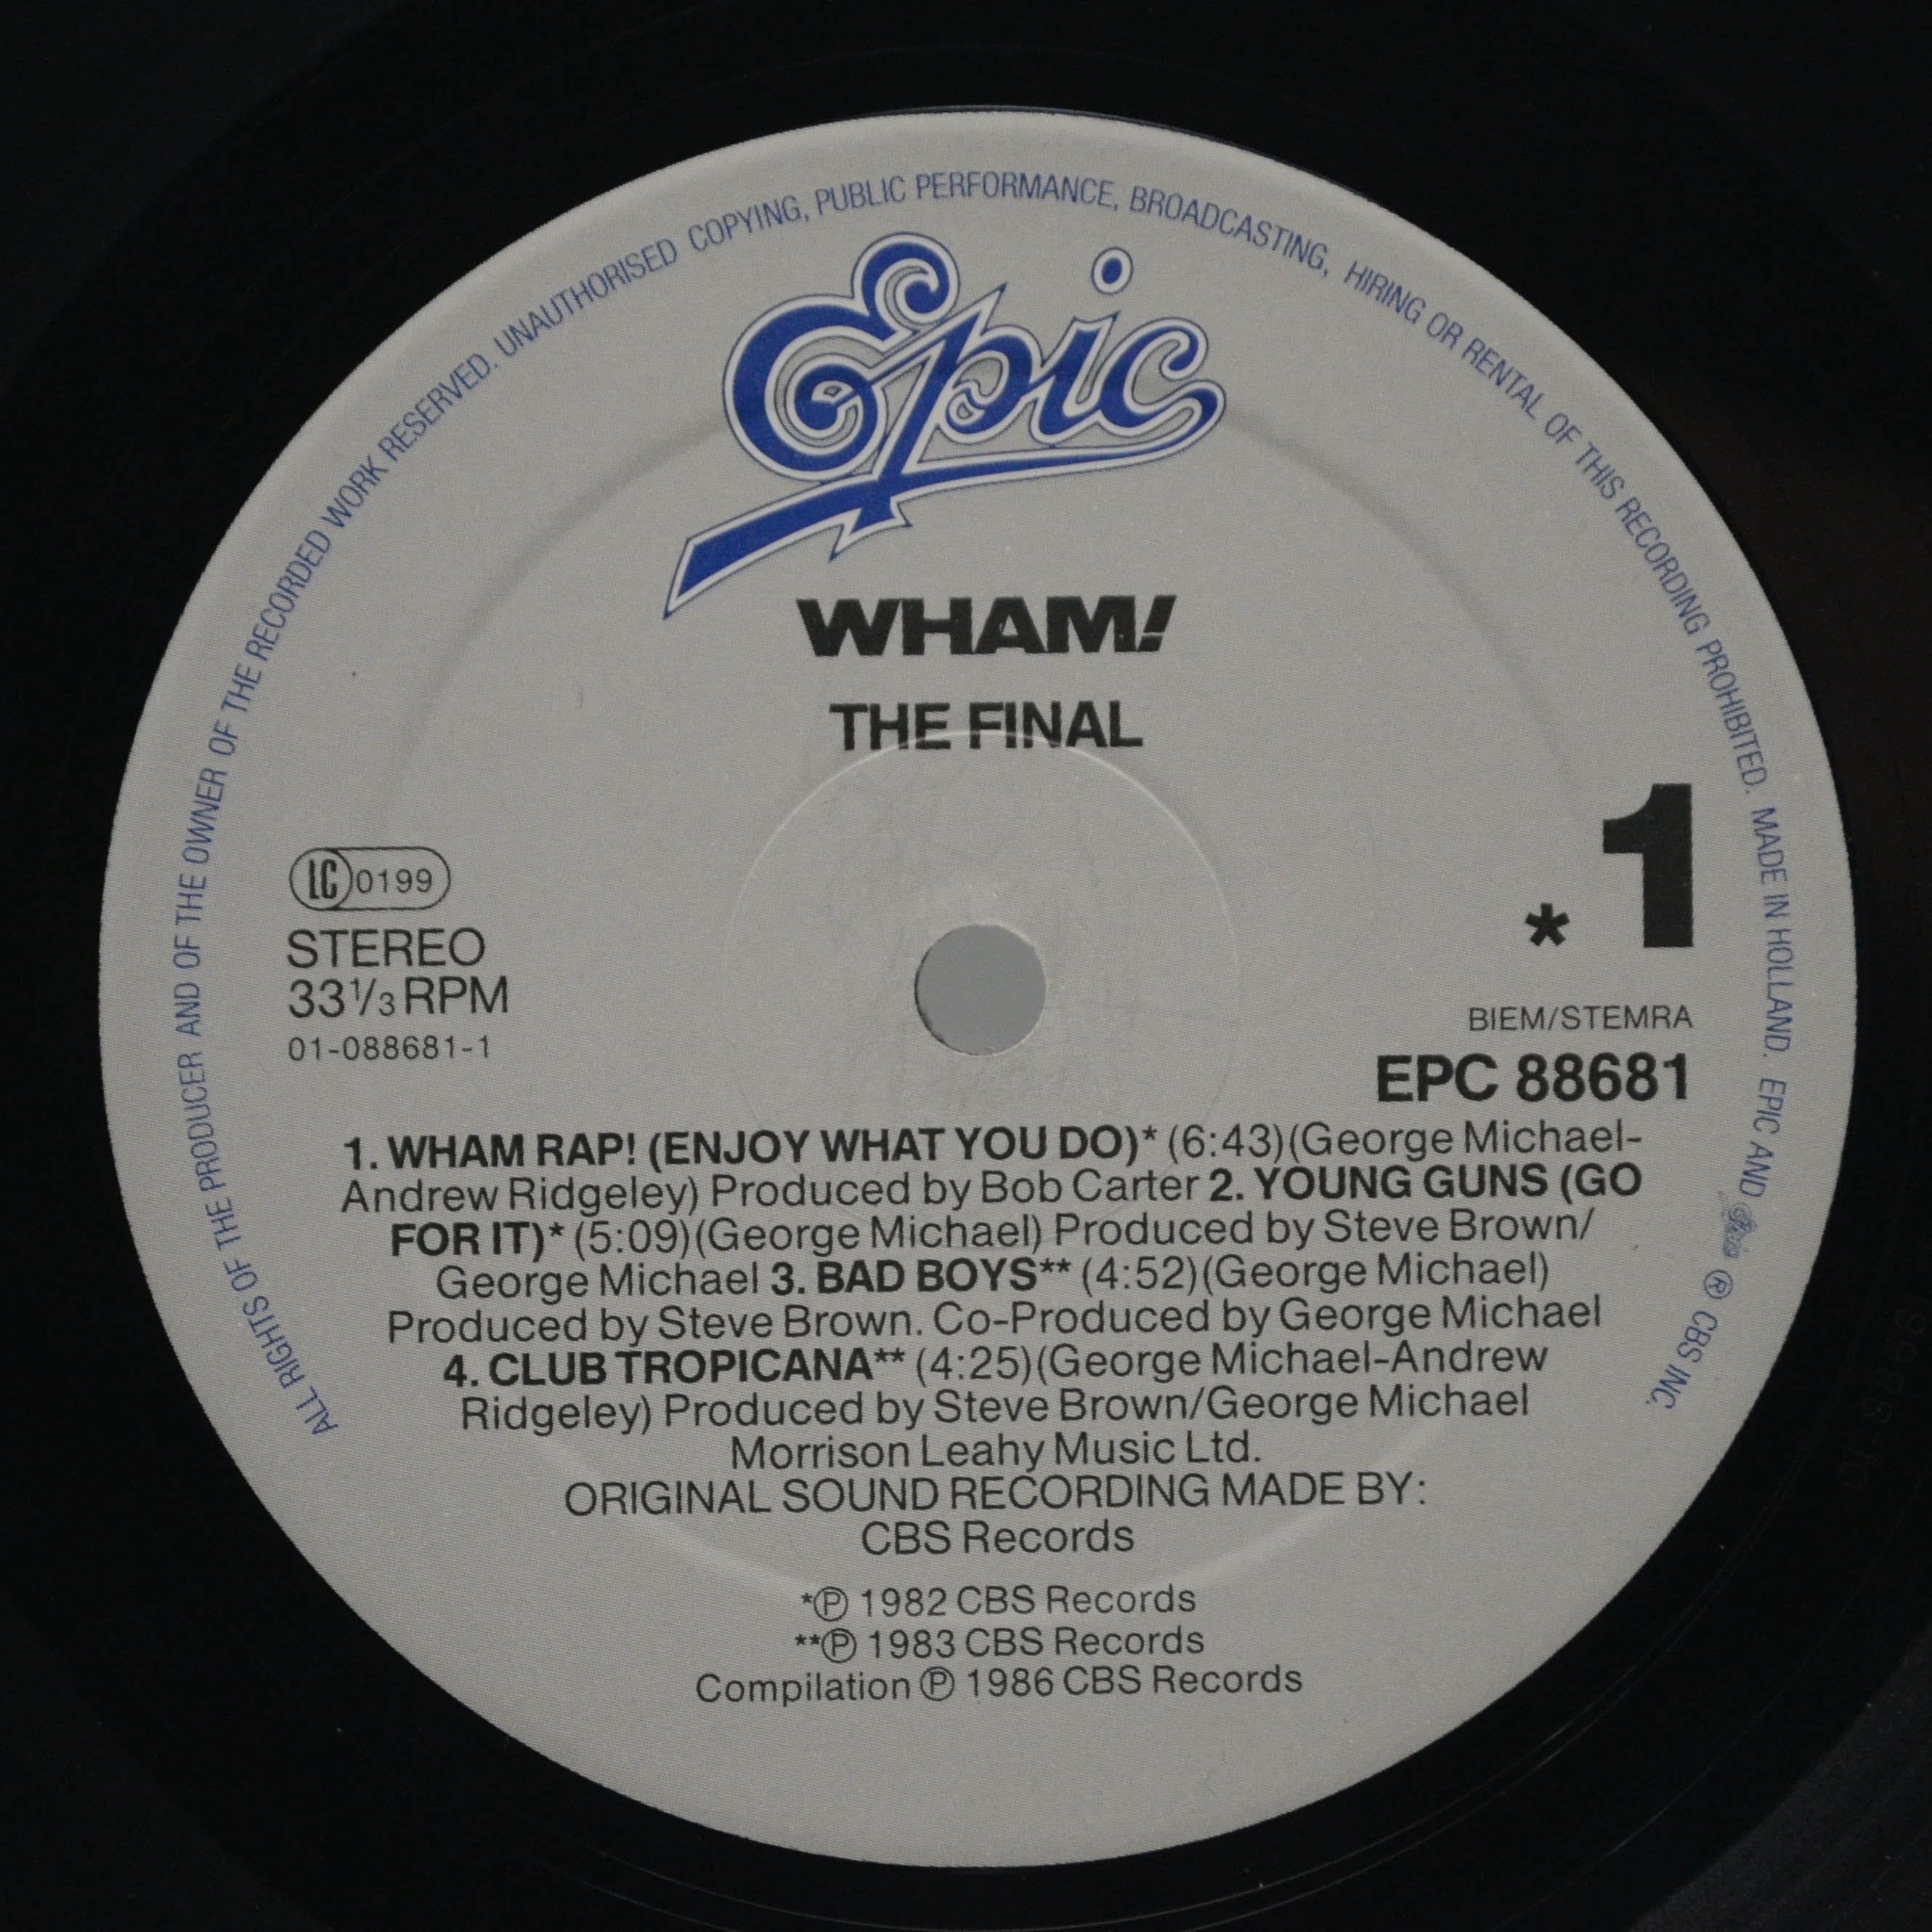 ALL RIGHTS OF THE PRODUCER AND OF THE OWNER OF THE RECORDED WORK RESERVED. UNAUTHORISED COPYING, PUBLIC PERFORMANCE, BROADCASTING, HIRING OR RENTAL OF THIS RECORDING PROHIBITED. MADE IN HOLLAND. EPIC AND Epic ® CBS INC.
Epic
WHAM!
THE FINAL
LC 0199
STEREO
33⅓ RPM
01-088681-1
* 1
BIEM/STEMRA
EPC 88681
1. WHAM RAP! (ENJOY WHAT YOU DO)* (6:43)(George Michael-
Andrew Ridgeley) Produced by Bob Carter 2. YOUNG GUNS (GO
FOR IT)* (5:09)(George Michael) Produced by Steve Brown/
George Michael 3. BAD BOYS** (4:52)(George Michael)
Produced by Steve Brown. Co-Produced by George Michael
4. CLUB TROPICANA** (4:25)(George Michael-Andrew
Ridgeley) Produced by Steve Brown/George Michael
Morrison Leahy Music Ltd.
ORIGINAL SOUND RECORDING MADE BY:
CBS Records
*℗ 1982 CBS Records
**℗ 1983 CBS Records
Compilation ℗ 1986 CBS Records